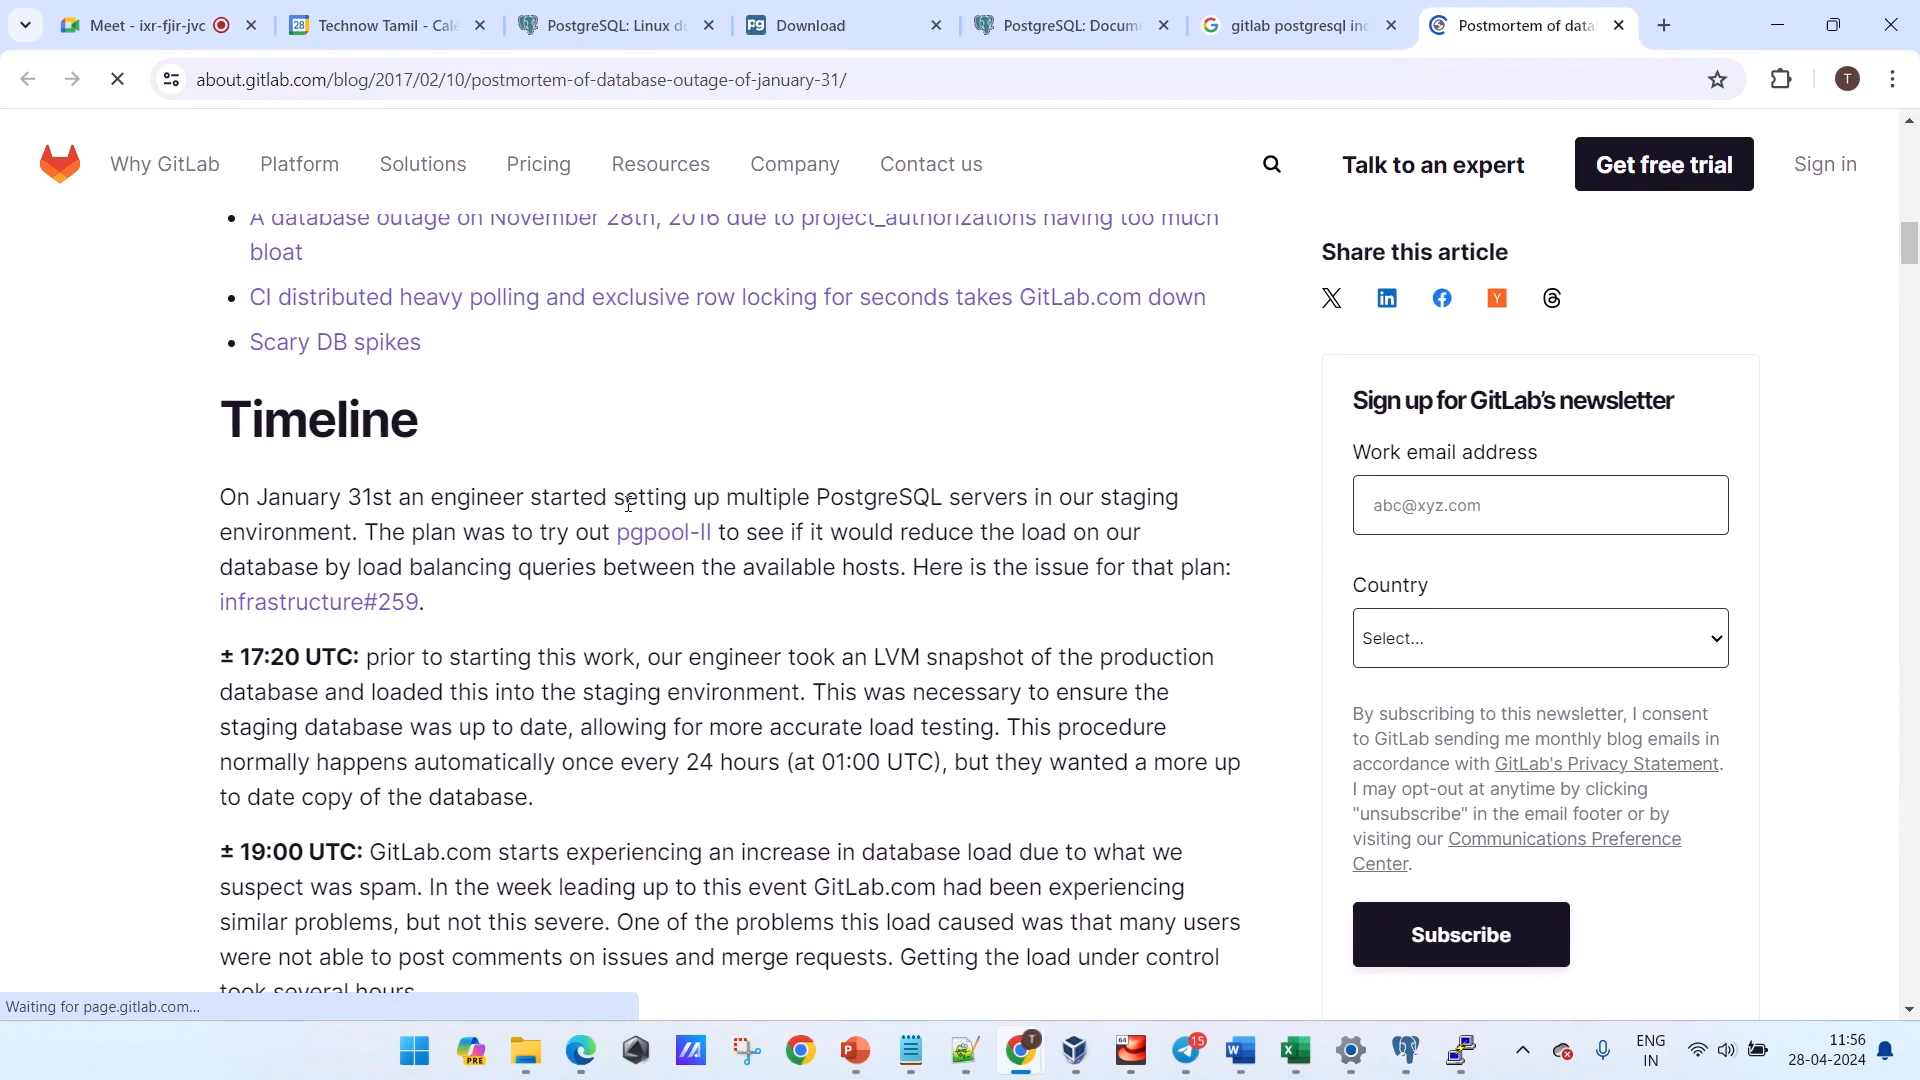 Meet - ixr-fjir-jvc
Technow Tamil - Cale
PostgreSQL: Linux do
Download
PostgreSQL: Docume
gitlab postgresql inc
Postmortem of data
about.gitlab.com/blog/2017/02/10/postmortem-of-database-outage-of-january-31/
T
Why GitLab
Platform
Solutions
Pricing
Resources
Company
Contact us
Talk to an expert
Get free trial
Sign in
A database outage on November 28th, 2016 due to project_authorizations having too much
bloat
CI distributed heavy polling and exclusive row locking for seconds takes GitLab.com down
Scary DB spikes
Timeline
On January 31st an engineer started setting up multiple PostgreSQL servers in our staging
environment. The plan was to try out pgpool-II to see if it would reduce the load on our
database by load balancing queries between the available hosts. Here is the issue for that plan:
infrastructure#259.
± 17:20 UTC: prior to starting this work, our engineer took an LVM snapshot of the production
database and loaded this into the staging environment. This was necessary to ensure the
staging database was up to date, allowing for more accurate load testing. This procedure
normally happens automatically once every 24 hours (at 01:00 UTC), but they wanted a more up
to date copy of the database.
± 19:00 UTC: GitLab.com starts experiencing an increase in database load due to what we
suspect was spam. In the week leading up to this event GitLab.com had been experiencing
similar problems, but not this severe. One of the problems this load caused was that many users
were not able to post comments on issues and merge requests. Getting the load under control
took several hours.
Share this article
Sign up for GitLab's newsletter
Work email address
abc@xyz.com
Country
Select...
By subscribing to this newsletter, I consent
to GitLab sending me monthly blog emails in
accordance with GitLab's Privacy Statement.
I may opt-out at anytime by clicking
"unsubscribe" in the email footer or by
visiting our Communications Preference
Center.
Subscribe
Waiting for page.gitlab.com...
PRE
T
64
15
ENG
IN
11:56
28-04-2024